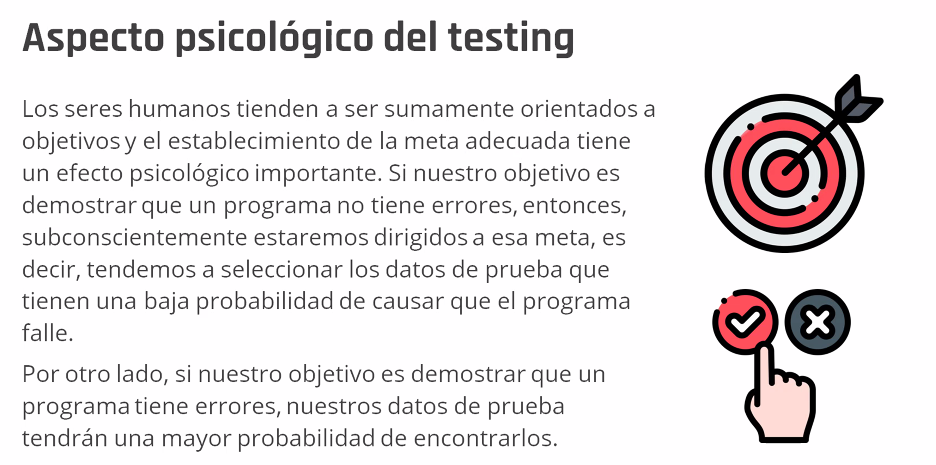 Aspecto psicológico del testing
Los seres humanos tienden a ser sumamente orientados a
objetivos y el establecimiento de la meta adecuada tiene
un efecto psicológico importante. Si nuestro objetivo es
demostrar que un programa no tiene errores, entonces,
subconscientemente estaremos dirigidos a esa meta, es
decir, tendemos a seleccionar los datos de prueba que
tienen una baja probabilidad de causar que el programa
falle.
Por otro lado, si nuestro objetivo es demostrar que un
programa tiene errores, nuestros datos de prueba
tendrán una mayor probabilidad de encontrarlos.